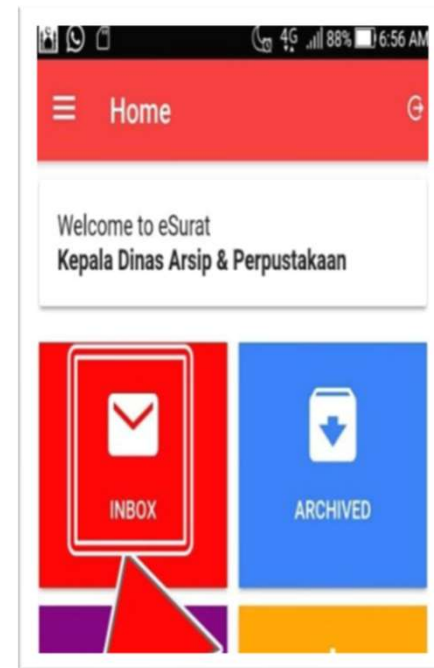 4G 88% 6:56 AM
Home
Welcome to eSurat
Kepala Dinas Arsip & Perpustakaan
INBOX
ARCHIVED